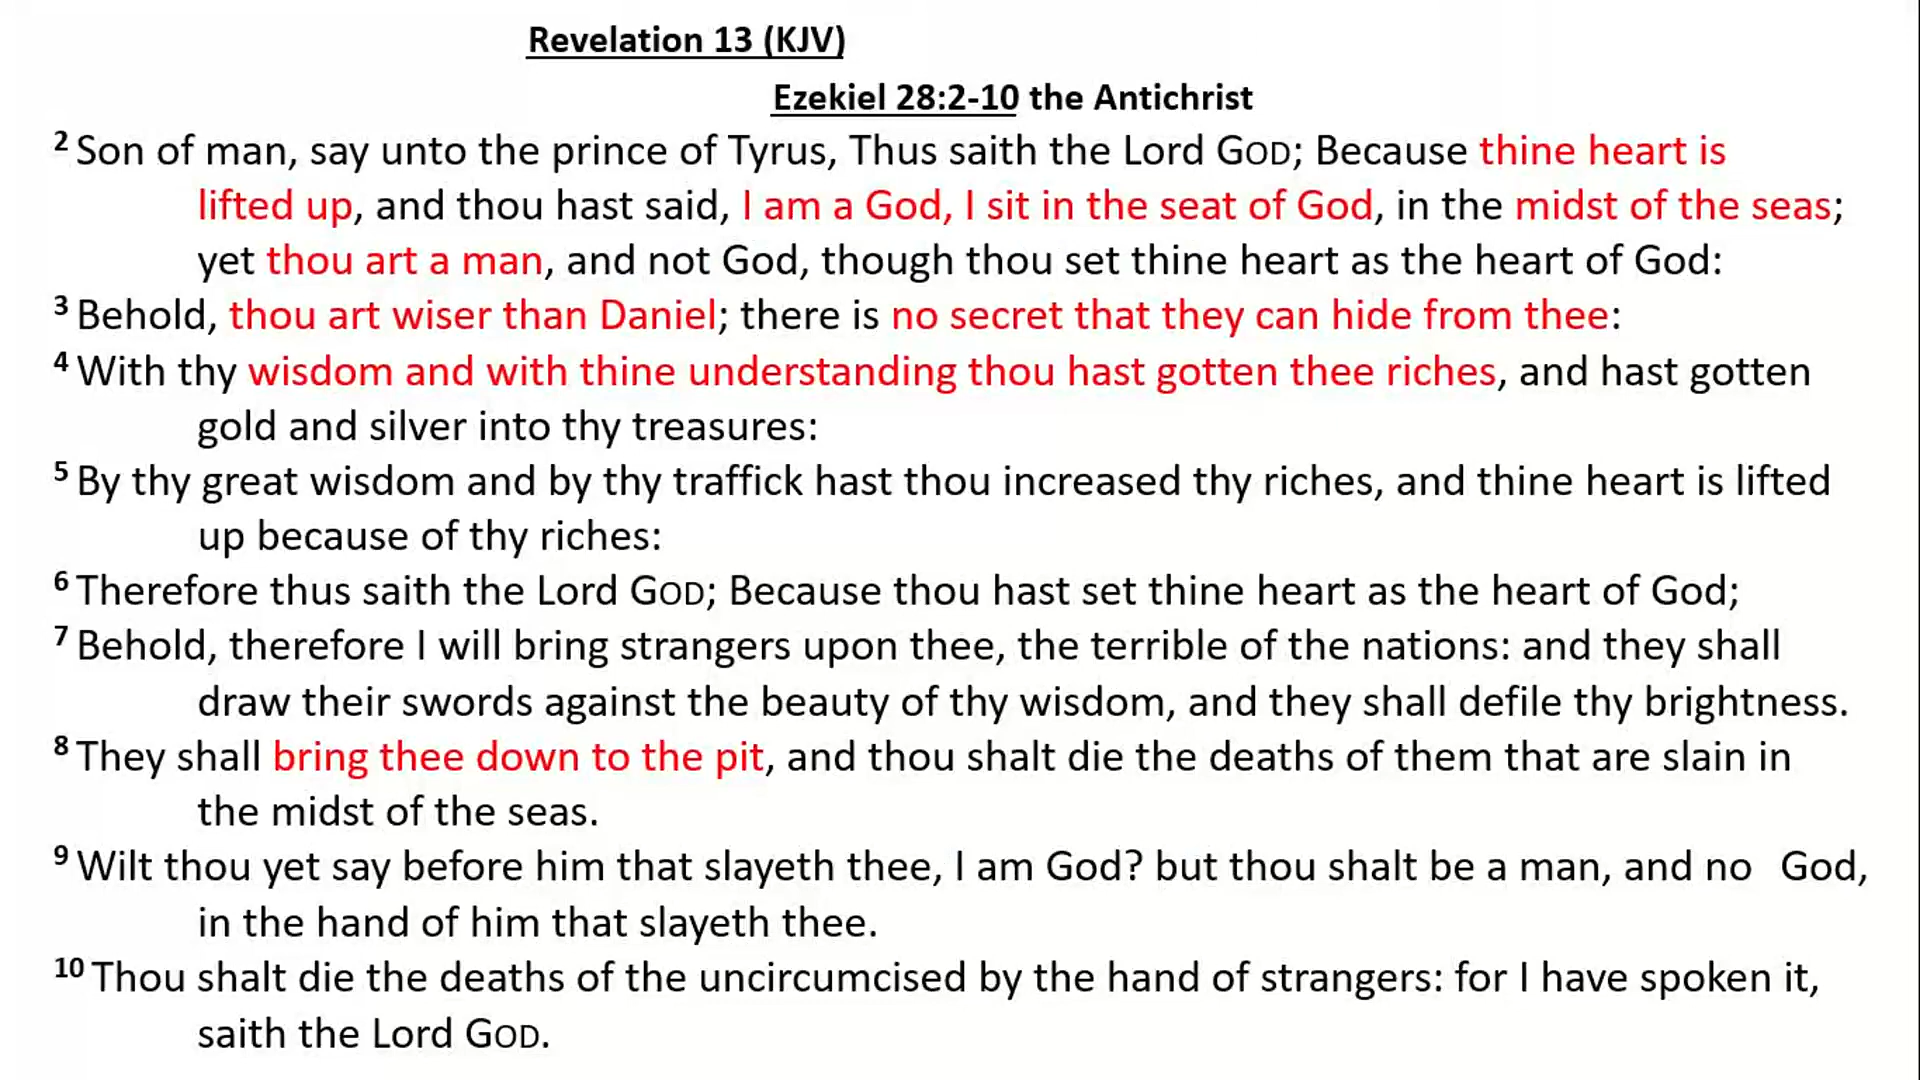 Revelation 13 (KJV)
Ezekiel 28:2-10 the Antichrist
2 Son of man, say unto the prince of Tyrus, Thus saith the Lord GOD; Because thine heart is
lifted up, and thou hast said, I am a God, I sit in the seat of God, in the midst of the seas;
yet thou art a man, and not God, though thou set thine heart as the heart of God:
3 Behold, thou art wiser than Daniel; there is no secret that they can hide from thee:
4 With thy wisdom and with thine understanding thou hast gotten thee riches, and hast gotten
gold and silver into thy treasures:
5 By thy great wisdom and by thy traffick hast thou increased thy riches, and thine heart is lifted
up because of thy riches:
6 Therefore thus saith the Lord GOD; Because thou hast set thine heart as the heart of God;
7 Behold, therefore I will bring strangers upon thee, the terrible of the nations: and they shall
draw their swords against the beauty of thy wisdom, and they shall defile thy brightness.
8 They shall bring thee down to the pit, and thou shalt die the deaths of them that are slain in
the midst of the seas.
9 Wilt thou yet say before him that slayeth thee, I am God? but thou shalt be a man, and no God,
in the hand of him that slayeth thee.
10 Thou shalt die the deaths of the uncircumcised by the hand of strangers: for I have spoken it,
saith the Lord GOD.